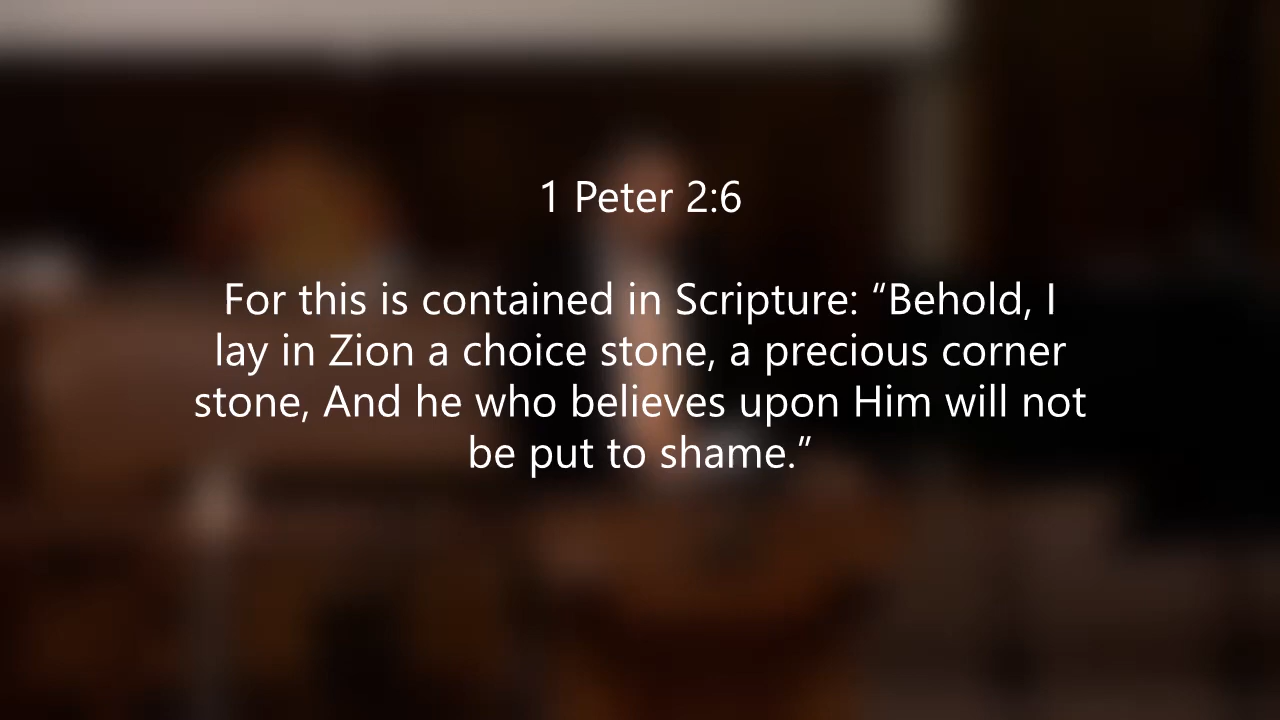 1 Peter 2:6
For this is contained in Scripture: “Behold, I
lay in Zion a choice stone, a precious corner
stone, And he who believes upon Him will not
be put to shame.”